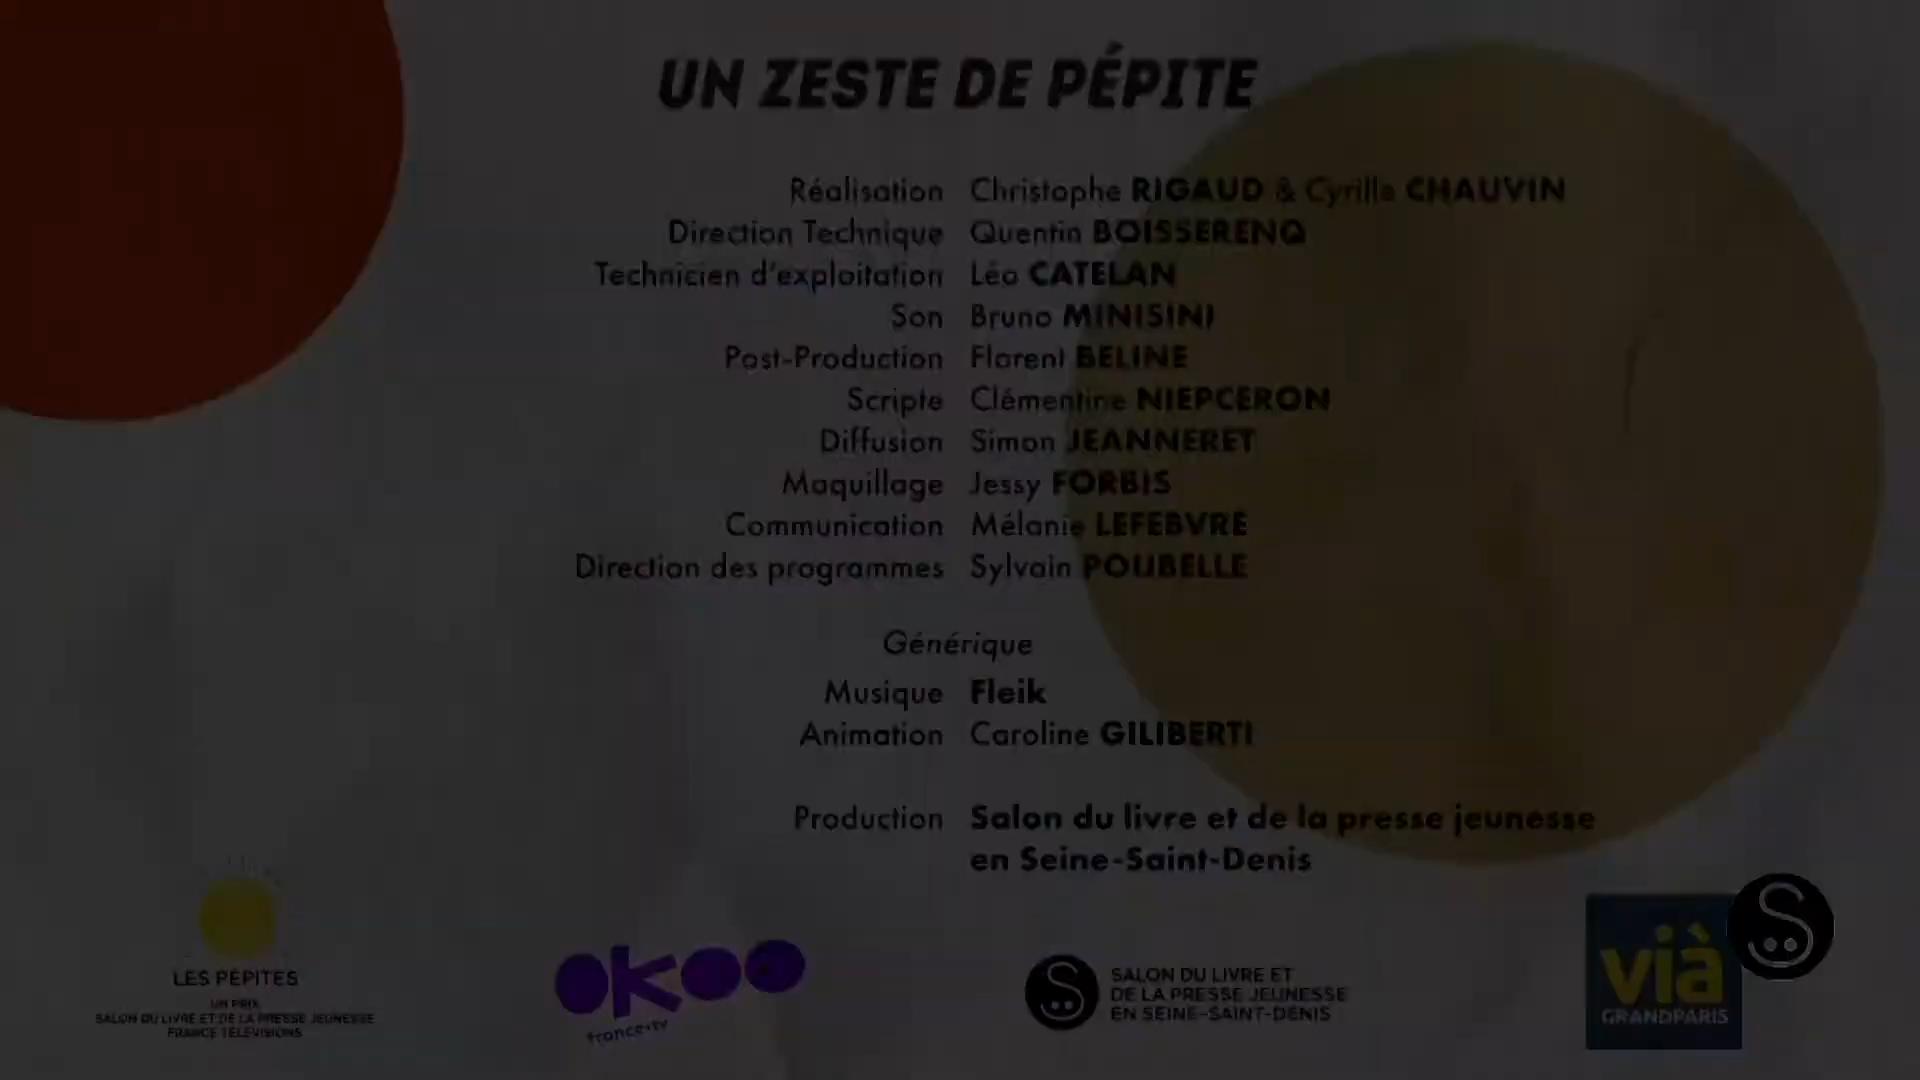 UN ZESTE DE PÉPITE
Réalisation Christophe RIGAUD & Cyrille CHAUVIN
Direction Technique Quentin BOISSERENQ
Technicien d'exploitation Léo CATELAN
Son Bruno MINISINI
Post-Production Florent BELINE
Scripte Clémentine NIEPCERON
Diffusion Simon JEANNERET
Maquillage Jessy FORBIS
Communication Mélanie LEFEBVRE
Direction des programmes Sylvain POUBELLE
Générique
Musique Fleik
Animation Caroline GILIBERTI
Production Salon du livre et de la presse jeunesse
en Seine-Saint-Denis
LES PÉPITES
UN PRIX
SALON DU LIVRE ET DE LA PRESSE JEUNESSE
FRANCE TÉLÉVISIONS
OKOO
france•tv
SALON DU LIVRE ET
DE LA PRESSE JEUNESSE
EN SEINE-SAINT-DENIS
vià
GRANDPARIS